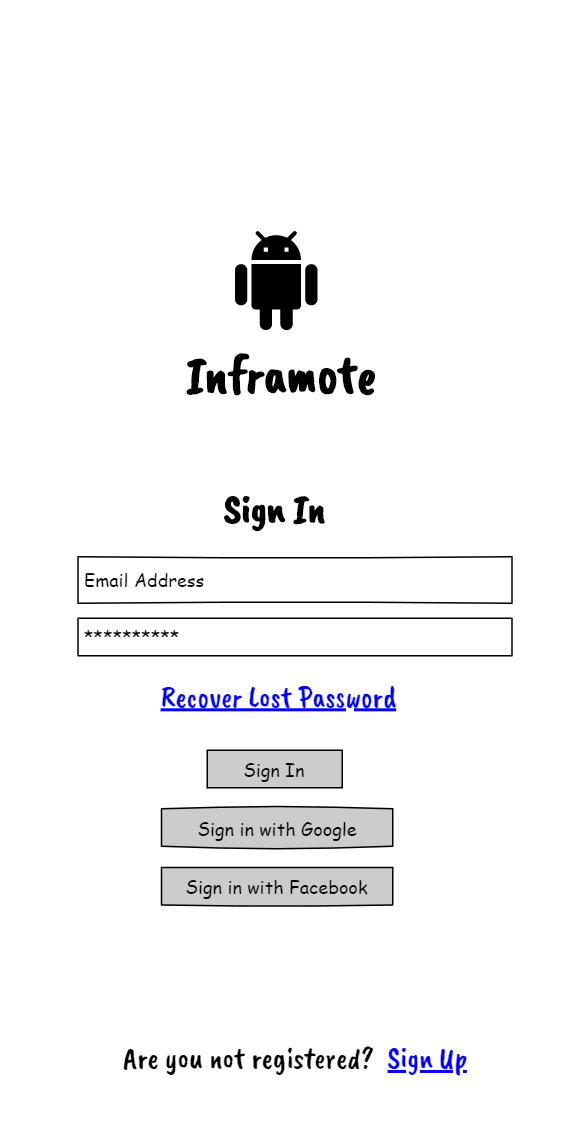 Inframote
Sign In
Email Address
**********
Recover Lost Password
Sign In
Sign in with Google
Sign in with Facebook
Are you not registered? Sign Up